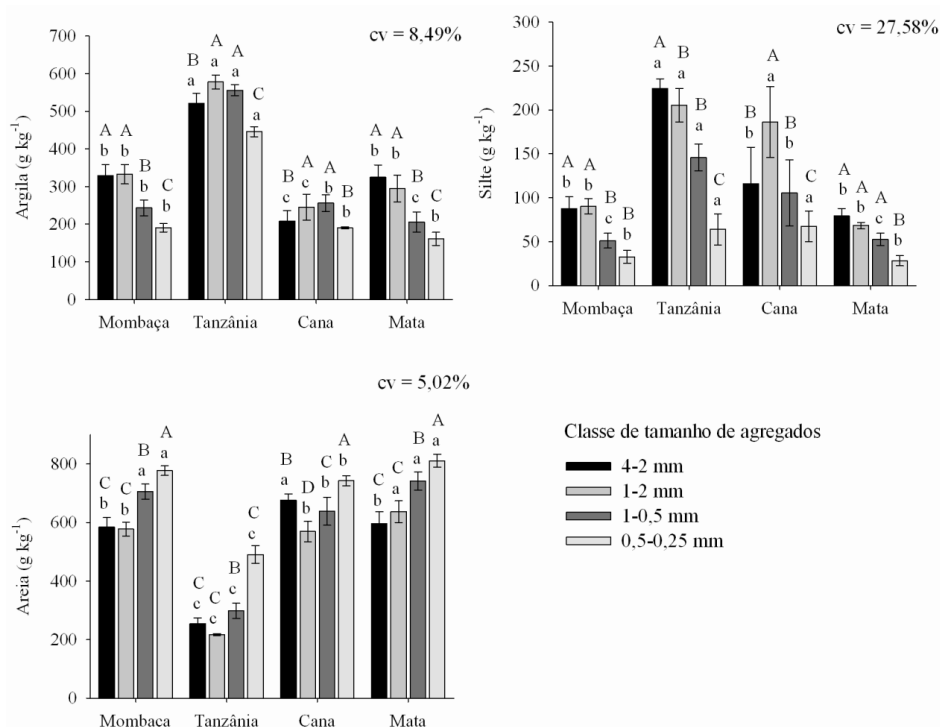 cv = 8,49%
700
600
500
400
300
200
100
0
Argila (g kg-1)
A A B C
b b b b
B A A C
a a a a
B A A B
c c b b
A A B C
b b b b
Mombaça Tanzânia Cana Mata
cv = 27,58%
300
250
200
150
100
50
0
Silte (g kg-1)
A A B B
b b c b
A B B C
a a a a
B A B C
b a b a
A A A B
b b c b
Mombaça Tanzânia Cana Mata
cv = 5,02%
800
600
400
200
0
Areia (g kg-1)
C C B A
b b a a
C C B C
c c c c
B D C A
a b b b
C C B A
b a a a
Mombaça Tanzânia Cana Mata
Classe de tamanho de agregados
4-2 mm
1-2 mm
1-0,5 mm
0,5-0,25 mm